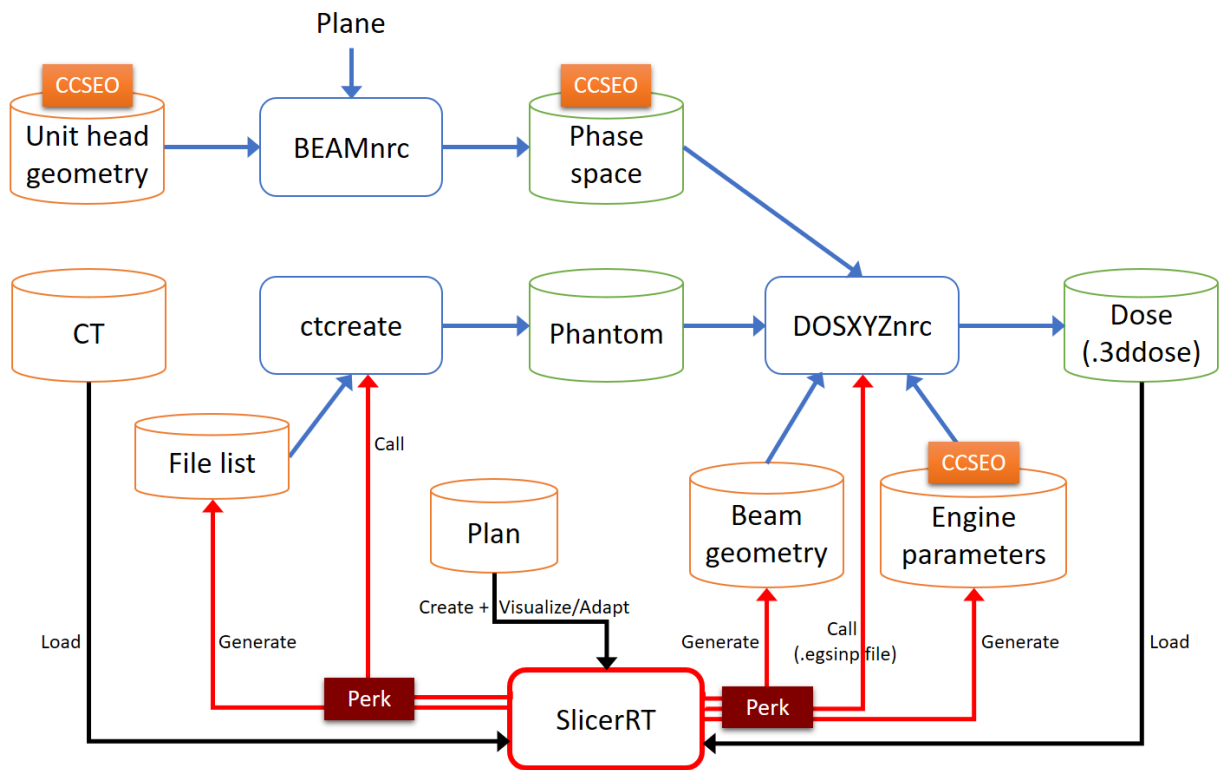 Plane
CCSEO
CCSEO
Unit head
geometry
BEAMnrc
Phase
space
CT
ctcreate
Phantom
DOSXYZnrc
Dose
(.3ddose)
File list
Call
CCSEO
Plan
Beam
geometry
Engine
parameters
Create +
Visualize/Adapt
Load
Generate
Generate
Call
(.egsinp file)
Generate
Load
Perk
SlicerRT
Perk